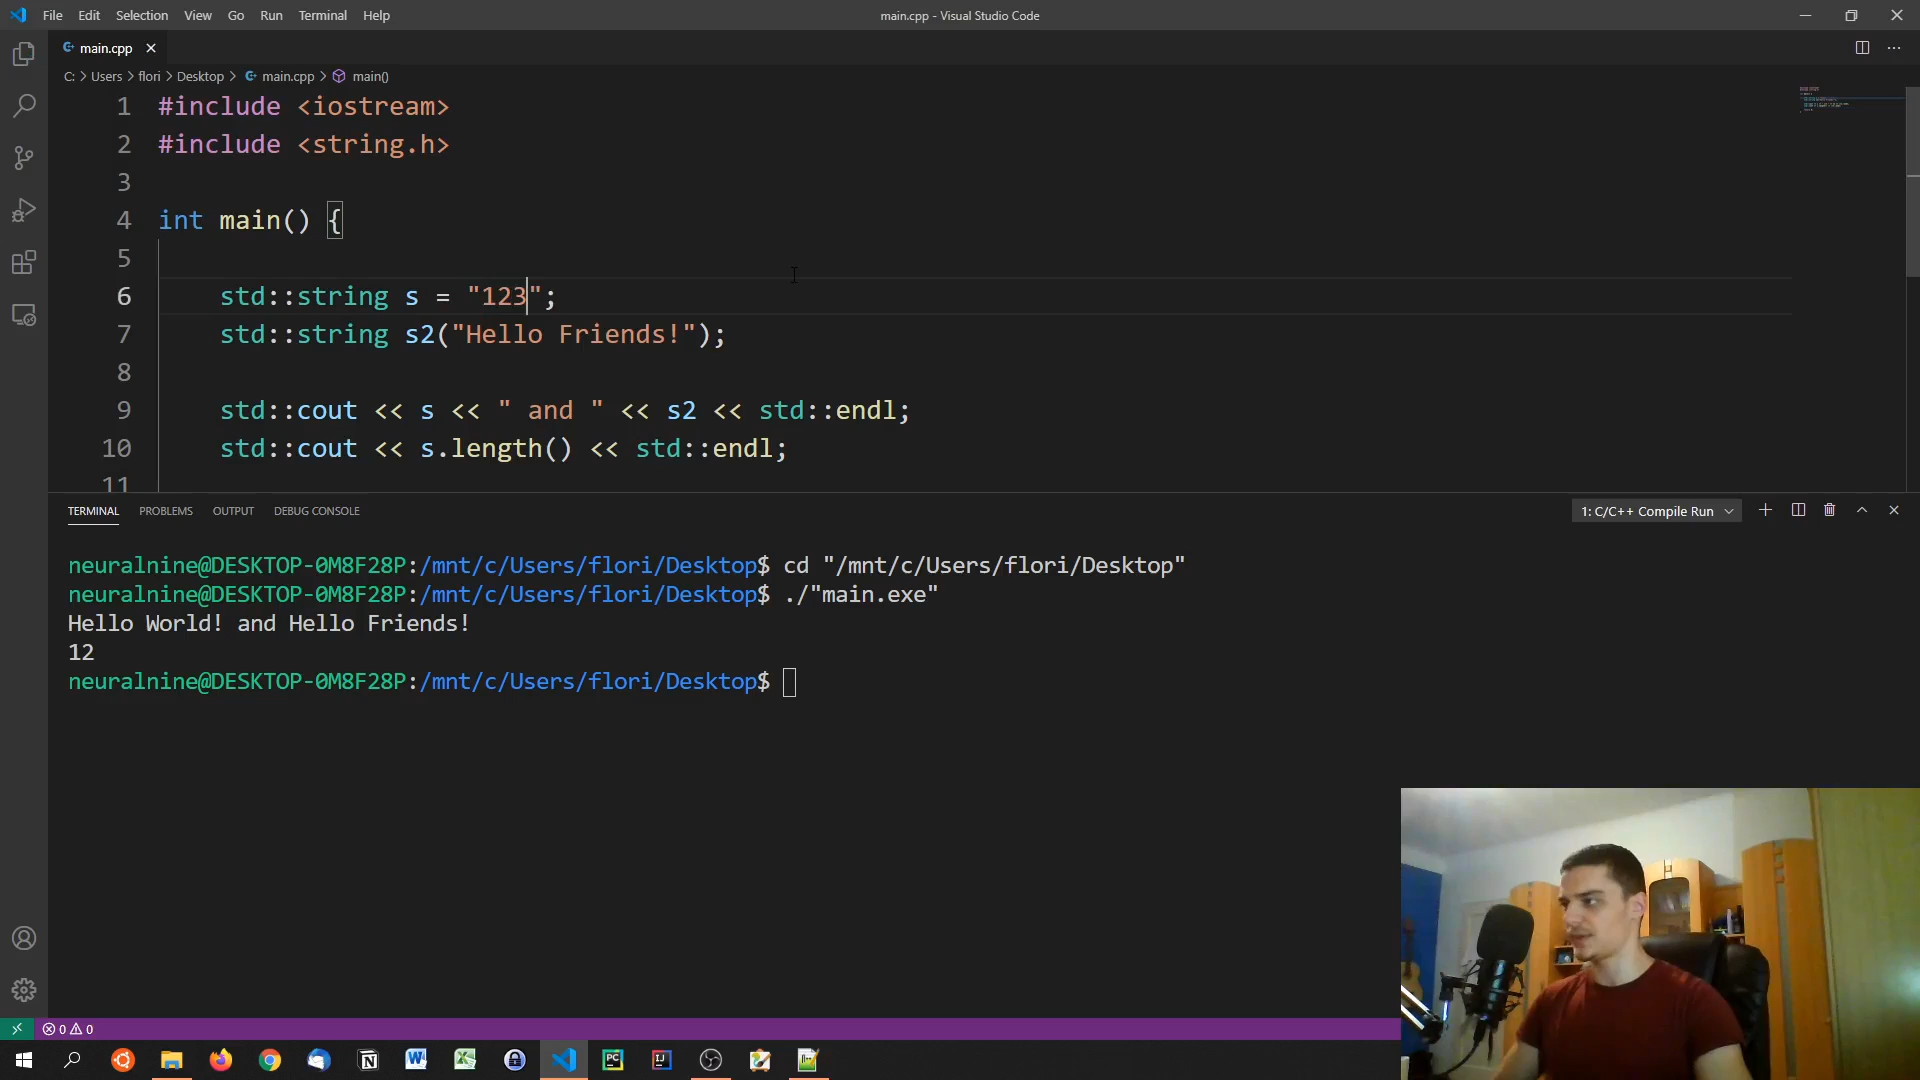 File Edit Selection View Go Run Terminal Help
main.cpp - Visual Studio Code
main.cpp
C: > Users > flori > Desktop > main.cpp > main()
1 #include <iostream>
2 #include <string.h>
3
4 int main() {
5
6 std::string s = "123";
7 std::string s2("Hello Friends!");
8
9 std::cout << s << " and " << s2 << std::endl;
10 std::cout << s.length() << std::endl;
11
TERMINAL PROBLEMS OUTPUT DEBUG CONSOLE
1: C/C++ Compile Run
neuralnine@DESKTOP-0M8F28P:/mnt/c/Users/flori/Desktop$ cd "/mnt/c/Users/flori/Desktop"
neuralnine@DESKTOP-0M8F28P:/mnt/c/Users/flori/Desktop$ ./"main.exe"
Hello World! and Hello Friends!
12
neuralnine@DESKTOP-0M8F28P:/mnt/c/Users/flori/Desktop$
0 0